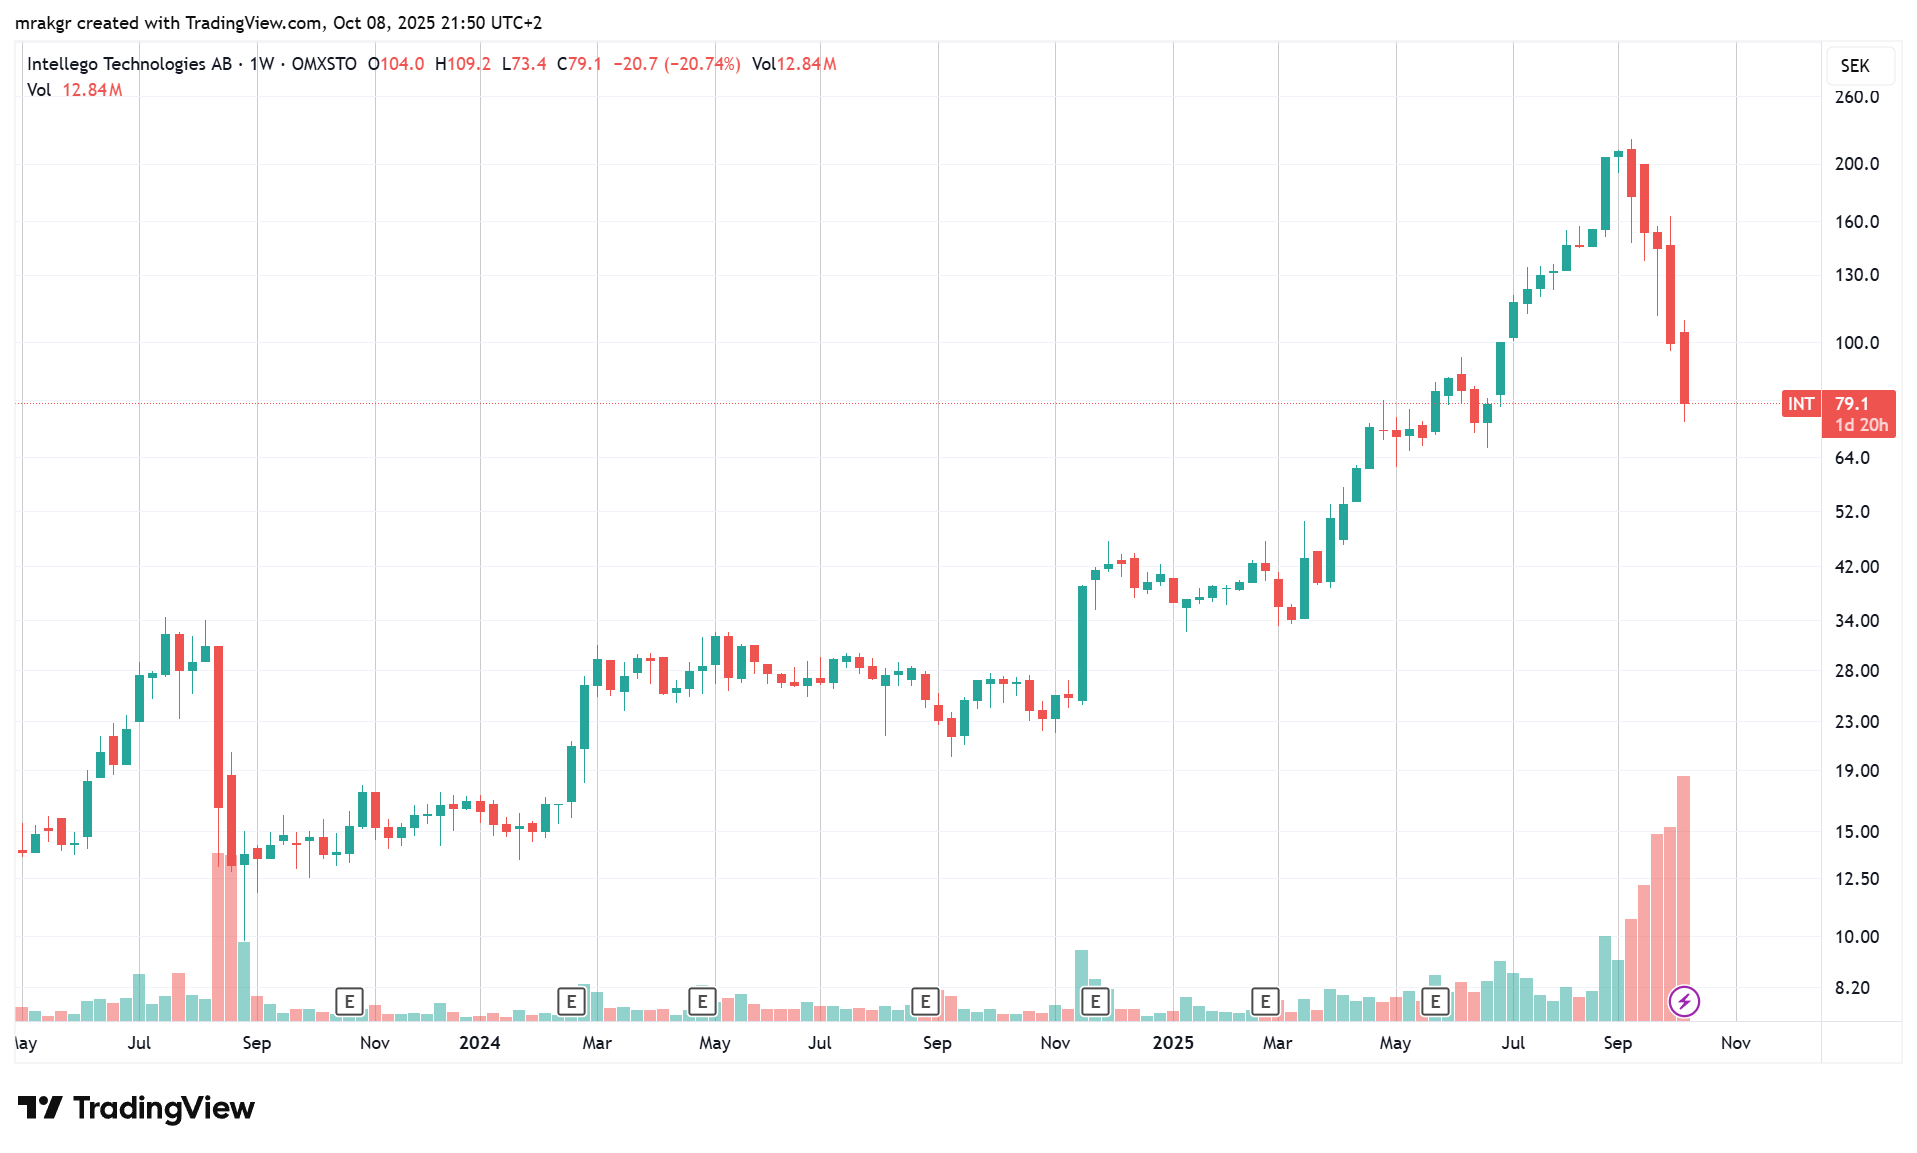 mrakgr created with TradingView.com, Oct 08, 2025 21:50 UTC+2
Intellego Technologies AB · 1W · OMXSTO O104.0 H109.2 L73.4 C79.1 −20.7 (−20.74%) Vol12.84M
Vol 12.84M
SEK
260.0
200.0
160.0
130.0
100.0
INT 79.1
1d 20h
64.0
52.0
42.00
34.00
28.00
23.00
19.00
15.00
12.50
10.00
8.20
E E E E E E E
May Jul Sep Nov 2024 Mar May Jul Sep Nov 2025 Mar May Jul Sep Nov
TradingView